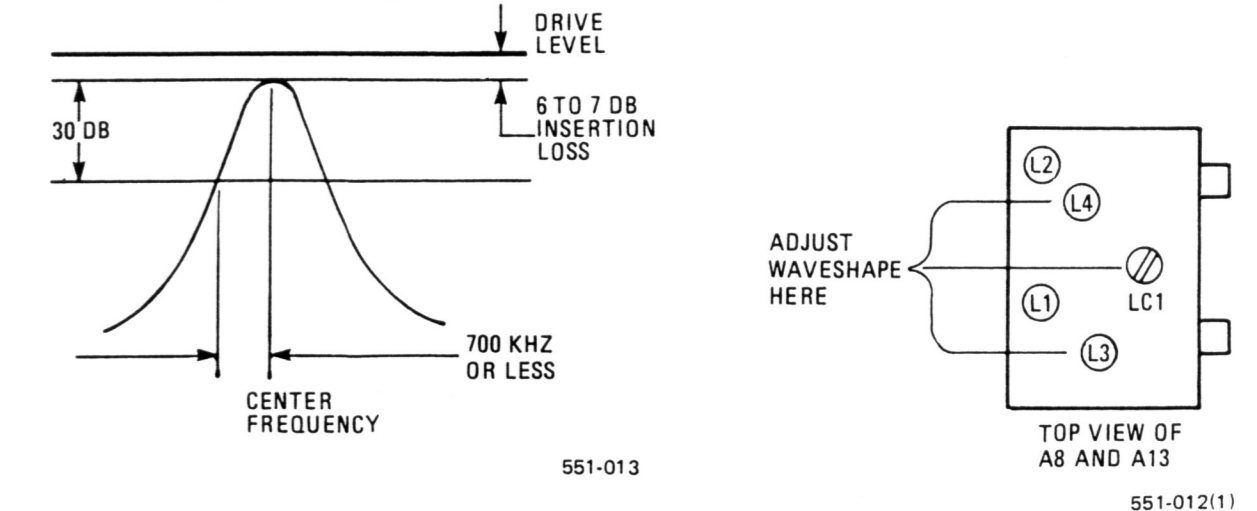 DRIVE
LEVEL
30 DB
6 TO 7 DB
INSERTION
LOSS
700 KHZ
OR LESS
CENTER
FREQUENCY
551-013
L2
L4
ADJUST
WAVESHAPE
HERE
L1
LC1
L3
TOP VIEW OF
A8 AND A13
551-012(1)